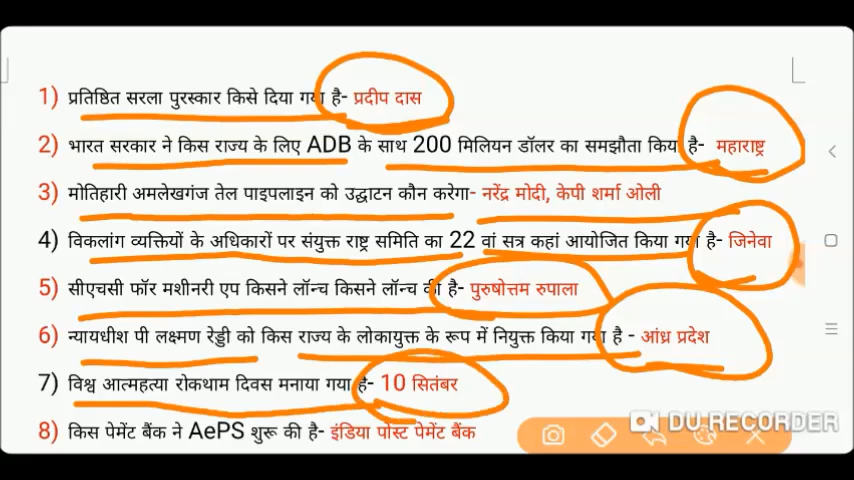 1) प्रतिष्ठित सरला पुरस्कार किसे दिया गया है- प्रदीप दास
2) भारत सरकार ने किस राज्य के लिए ADB के साथ 200 मिलियन डॉलर का समझौता किया है- महाराष्ट्र
3) मोतिहारी अमलेखगंज तेल पाइपलाइन को उद्घाटन कौन करेगा- नरेंद्र मोदी, केपी शर्मा ओली
4) विकलांग व्यक्तियों के अधिकारों पर संयुक्त राष्ट्र समिति का 22 वां सत्र कहां आयोजित किया गया है- जिनेवा
5) सीएचसी फॉर मशीनरी एप किसने लॉन्च किसने लॉन्च की है- पुरुषोत्तम रुपाला
6) न्यायधीश पी लक्ष्मण रेड्डी को किस राज्य के लोकायुक्त के रूप में नियुक्त किया गया है - आंध्र प्रदेश
7) विश्व आत्महत्या रोकथाम दिवस मनाया गया है- 10 सितंबर
8) किस पेमेंट बैंक ने AePS शुरू की है- इंडिया पोस्ट पेमेंट बैंक
DU RECORDER